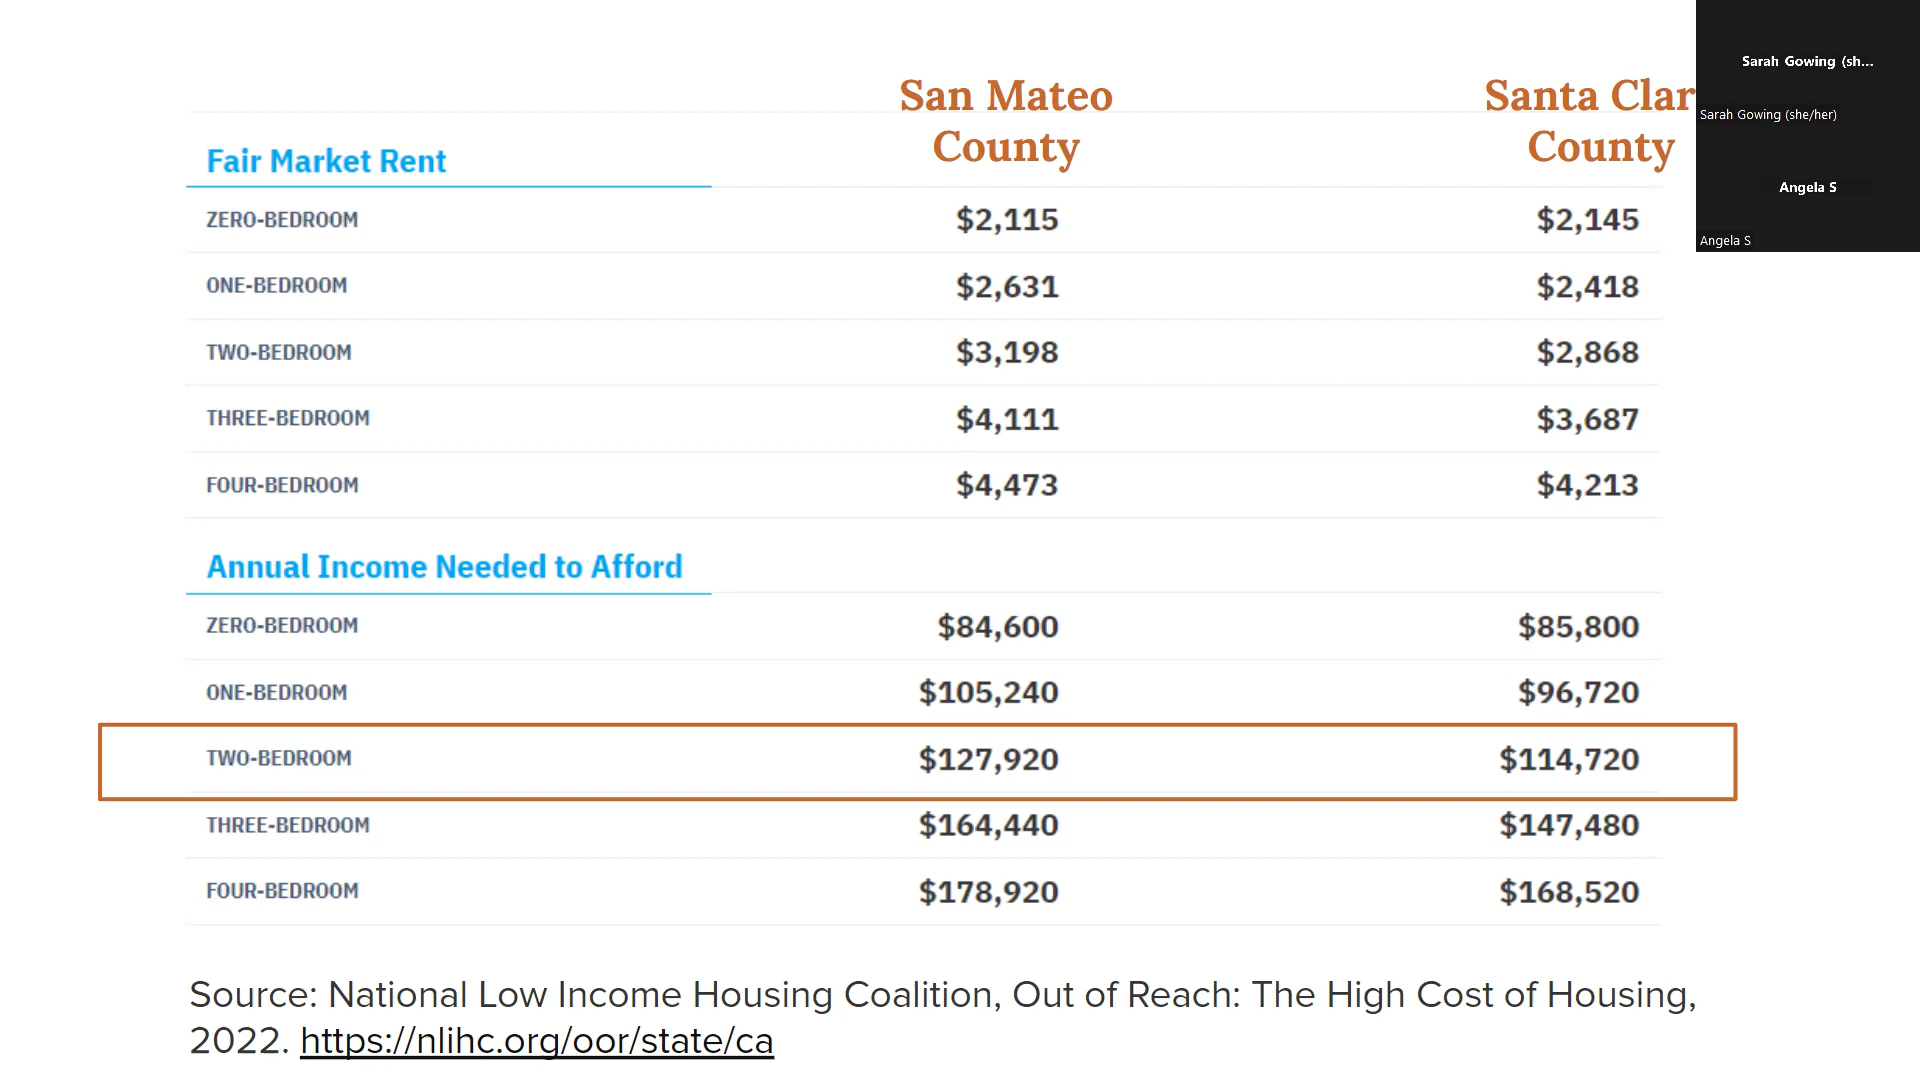 San Mateo County
Santa Clar County
Fair Market Rent
ZERO-BEDROOM $2,115 $2,145
ONE-BEDROOM $2,631 $2,418
TWO-BEDROOM $3,198 $2,868
THREE-BEDROOM $4,111 $3,687
FOUR-BEDROOM $4,473 $4,213
Annual Income Needed to Afford
ZERO-BEDROOM $84,600 $85,800
ONE-BEDROOM $105,240 $96,720
TWO-BEDROOM $127,920 $114,720
THREE-BEDROOM $164,440 $147,480
FOUR-BEDROOM $178,920 $168,520
Source: National Low Income Housing Coalition, Out of Reach: The High Cost of Housing,
2022. https://nlihc.org/oor/state/ca
Sarah Gowing (sh...
Sarah Gowing (she/her)
Angela S
Angela S